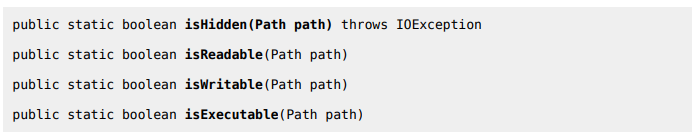 public static boolean isHidden(Path path) throws IOException
public static boolean isReadable(Path path)
public static boolean isWritable(Path path)
public static boolean isExecutable(Path path)